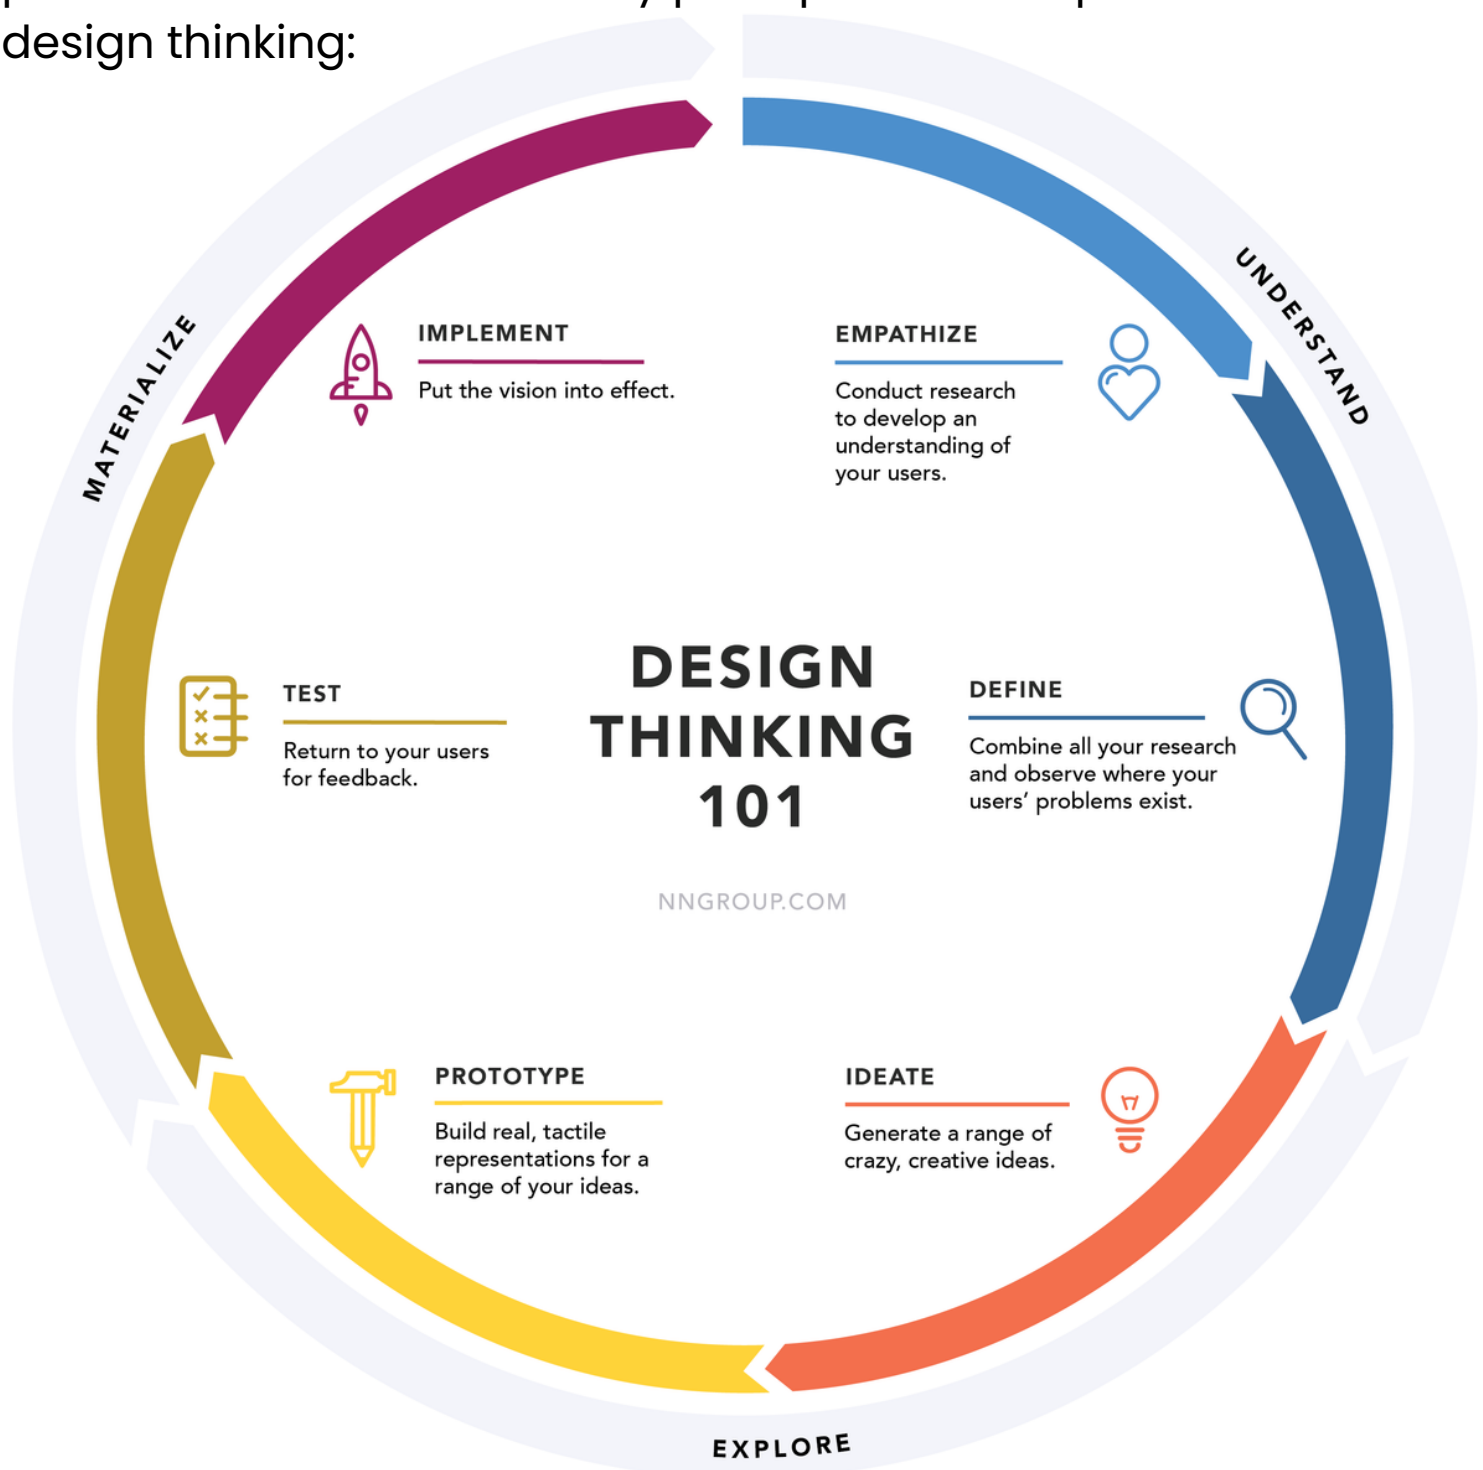 design thinking:
UNDERSTAND
EMPATHIZE
Conduct research
to develop an
understanding of
your users.
DEFINE
Combine all your research
and observe where your
users’ problems exist.
EXPLORE
IDEATE
Generate a range of
crazy, creative ideas.
PROTOTYPE
Build real, tactile
representations for a
range of your ideas.
MATERIALIZE
TEST
Return to your users
for feedback.
IMPLEMENT
Put the vision into effect.
DESIGN
THINKING
101
NNGROUP.COM